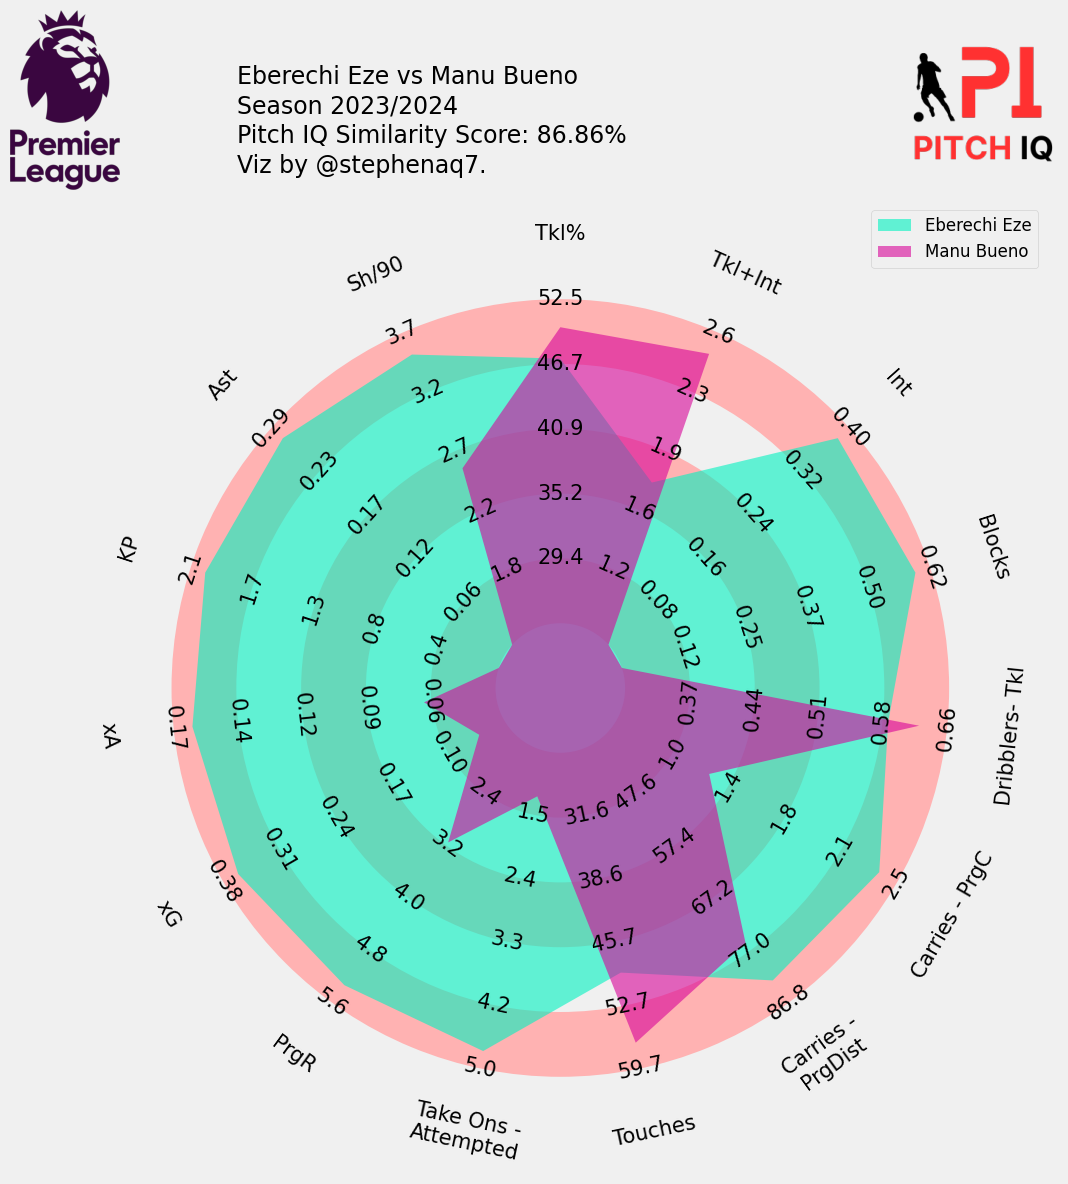 Premier
League
Eberechi Eze vs Manu Bueno
Season 2023/2024
Pitch IQ Similarity Score: 86.86%
Viz by @stephenaq7.
PI
PITCH IQ
Eberechi Eze
Manu Bueno
Tkl%
52.5
46.7
40.9
35.2
29.4
Tkl+Int
2.6
2.3
1.9
1.6
1.2
Int
0.40
0.32
0.24
0.16
0.08
Blocks
0.62
0.50
0.37
0.25
0.12
Dribblers- Tkl
0.66
0.58
0.51
0.44
0.37
Carries - PrgC
2.5
2.1
1.8
1.4
1.0
Carries -
PrgDist
86.8
77.0
67.2
57.4
47.6
Touches
59.7
52.7
45.7
38.6
31.6
Take Ons -
Attempted
5.0
4.2
3.3
2.4
1.5
PrgR
5.6
4.8
4.0
3.2
2.4
xG
0.38
0.31
0.24
0.17
0.10
xA
0.17
0.14
0.12
0.09
0.06
KP
2.1
1.7
1.3
0.8
0.4
Ast
0.29
0.23
0.17
0.12
0.06
Sh/90
3.7
3.2
2.7
2.2
1.8